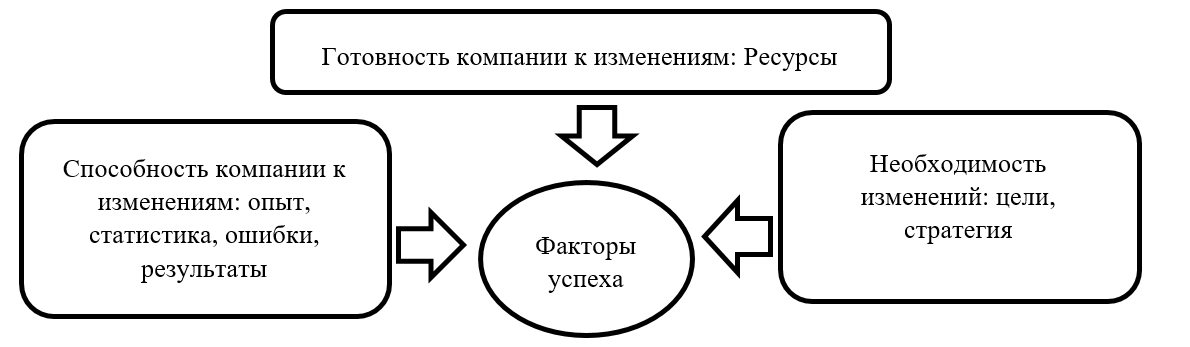 Готовность компании к изменениям: Ресурсы
Способность компании к
изменениям: опыт,
статистика, ошибки,
результаты
Необходимость
изменений: цели,
стратегия
Факторы
успеха